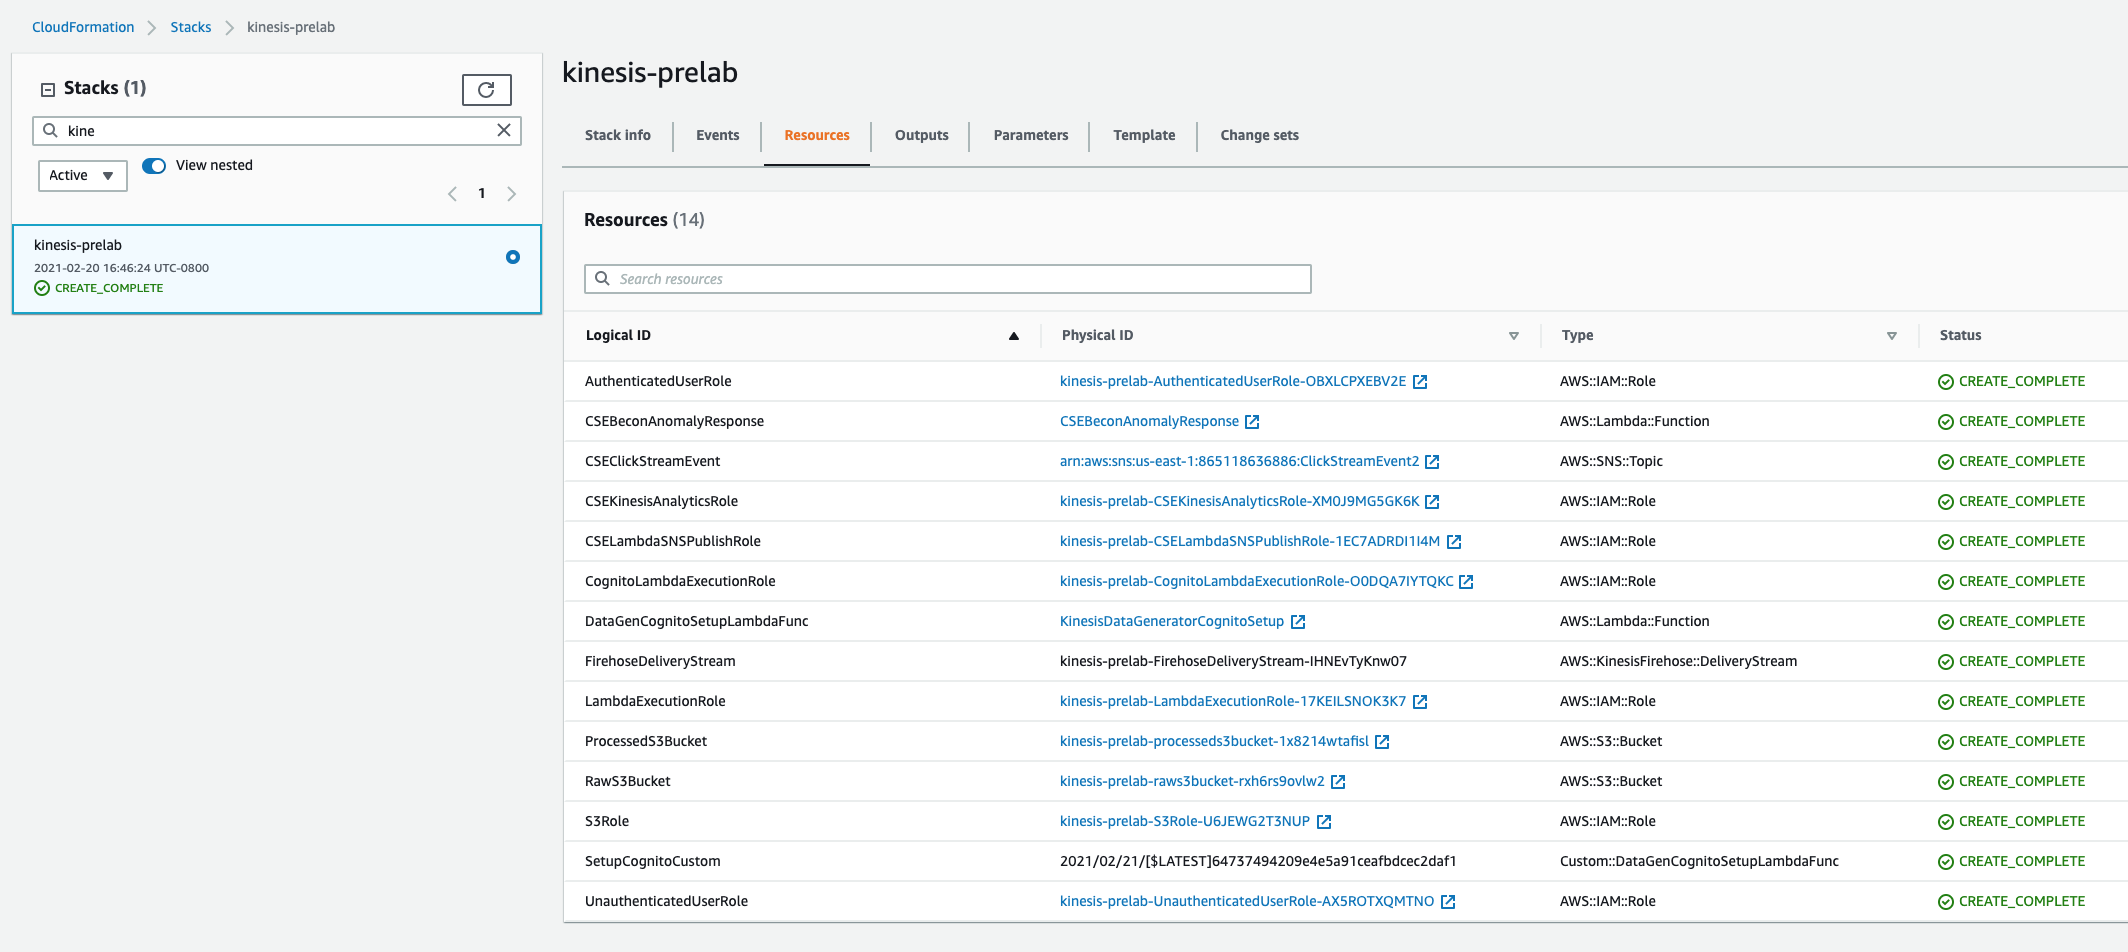 CloudFormation > Stacks > kinesis-prelab
Stacks (1)
kine
Active
View nested
1
kinesis-prelab
2021-02-20 16:46:24 UTC-0800
CREATE_COMPLETE
kinesis-prelab
Stack info Events Resources Outputs Parameters Template Change sets
Resources (14)
Search resources
Logical ID Physical ID Type Status
AuthenticatedUserRole kinesis-prelab-AuthenticatedUserRole-OBXLCPXEBV2E AWS::IAM::Role CREATE_COMPLETE
CSEBeconAnomalyResponse CSEBeconAnomalyResponse AWS::Lambda::Function CREATE_COMPLETE
CSEClickStreamEvent arn:aws:sns:us-east-1:865118636886:ClickStreamEvent2 AWS::SNS::Topic CREATE_COMPLETE
CSEKinesisAnalyticsRole kinesis-prelab-CSEKinesisAnalyticsRole-XM0J9MG5GK6K AWS::IAM::Role CREATE_COMPLETE
CSELambdaSNSPublishRole kinesis-prelab-CSELambdaSNSPublishRole-1EC7ADRDI1I4M AWS::IAM::Role CREATE_COMPLETE
CognitoLambdaExecutionRole kinesis-prelab-CognitoLambdaExecutionRole-O0DQA7IYTQKC AWS::IAM::Role CREATE_COMPLETE
DataGenCognitoSetupLambdaFunc KinesisDataGeneratorCognitoSetup AWS::Lambda::Function CREATE_COMPLETE
FirehoseDeliveryStream kinesis-prelab-FirehoseDeliveryStream-IHNEvTyKnw07 AWS::KinesisFirehose::DeliveryStream CREATE_COMPLETE
LambdaExecutionRole kinesis-prelab-LambdaExecutionRole-17KEILSNOK3K7 AWS::IAM::Role CREATE_COMPLETE
ProcessedS3Bucket kinesis-prelab-processeds3bucket-1x8214wtafisl AWS::S3::Bucket CREATE_COMPLETE
RawS3Bucket kinesis-prelab-raws3bucket-rxh6rs9ovlw2 AWS::S3::Bucket CREATE_COMPLETE
S3Role kinesis-prelab-S3Role-U6JEWG2T3NUP AWS::IAM::Role CREATE_COMPLETE
SetupCognitoCustom 2021/02/21/[$LATEST]64737494209e4e5a91ceafbdcec2daf1 Custom::DataGenCognitoSetupLambdaFunc CREATE_COMPLETE
UnauthenticatedUserRole kinesis-prelab-UnauthenticatedUserRole-AX5ROTXQMTNO AWS::IAM::Role CREATE_COMPLETE